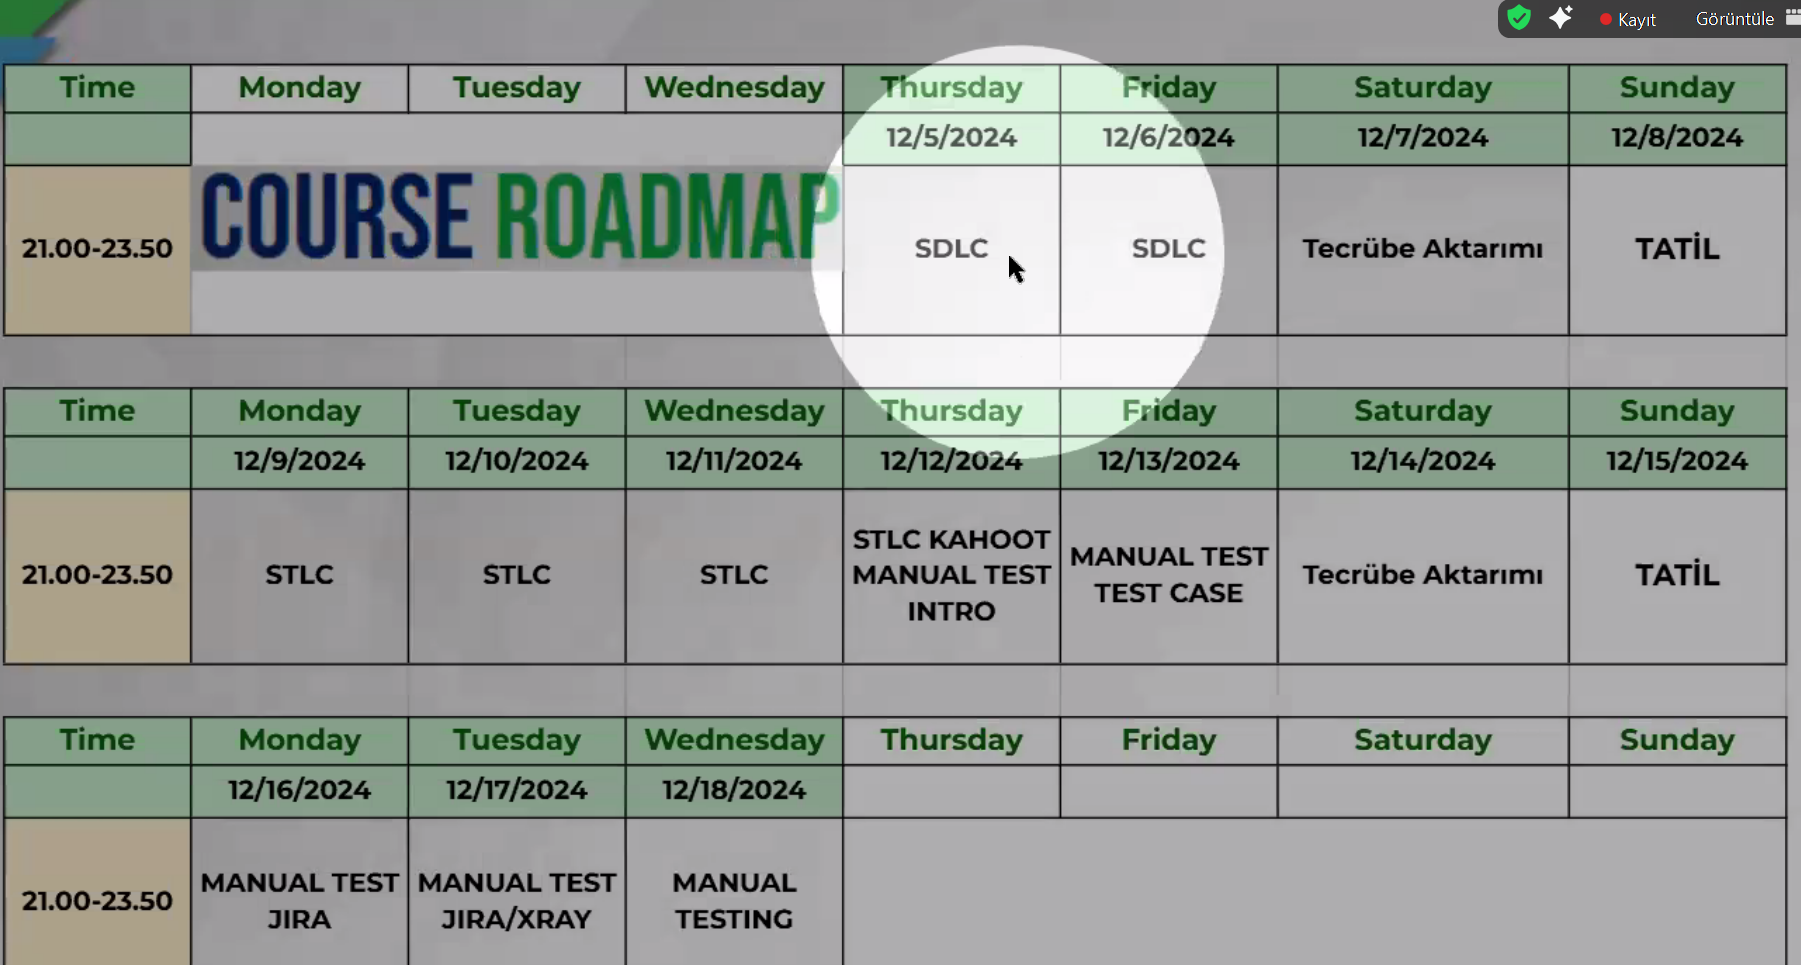 Kayıt Görüntüle
Time Monday Tuesday Wednesday Thursday Friday Saturday Sunday
12/5/2024 12/6/2024 12/7/2024 12/8/2024
21.00-23.50 COURSE ROADMAP SDLC SDLC Tecrübe Aktarımı TATİL
Time Monday Tuesday Wednesday Thursday Friday Saturday Sunday
12/9/2024 12/10/2024 12/11/2024 12/12/2024 12/13/2024 12/14/2024 12/15/2024
21.00-23.50 STLC STLC STLC
STLC KAHOOT
MANUAL TEST
INTRO
MANUAL TEST
TEST CASE
Tecrübe Aktarımı TATİL
Time Monday Tuesday Wednesday Thursday Friday Saturday Sunday
12/16/2024 12/17/2024 12/18/2024
21.00-23.50
MANUAL TEST
JIRA
MANUAL TEST
JIRA/XRAY
MANUAL
TESTING